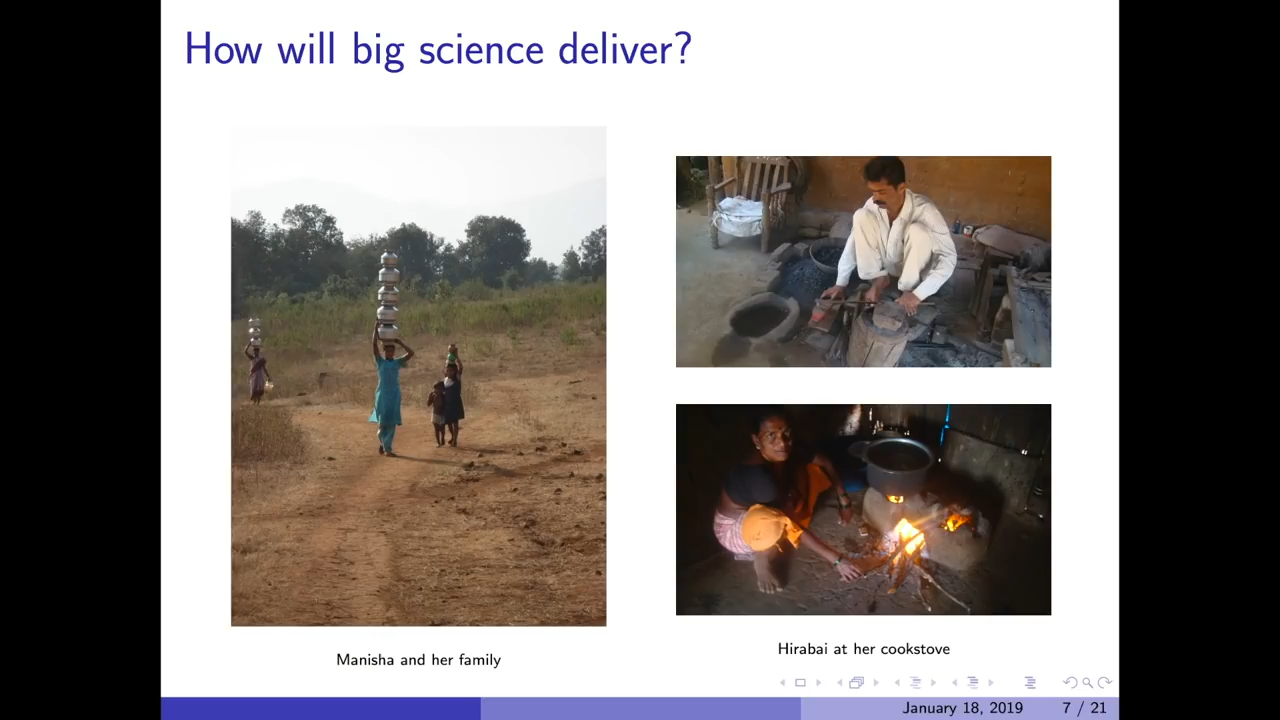 How will big science deliver?
Manisha and her family
Hirabai at her cookstove
January 18, 2019
7 / 21